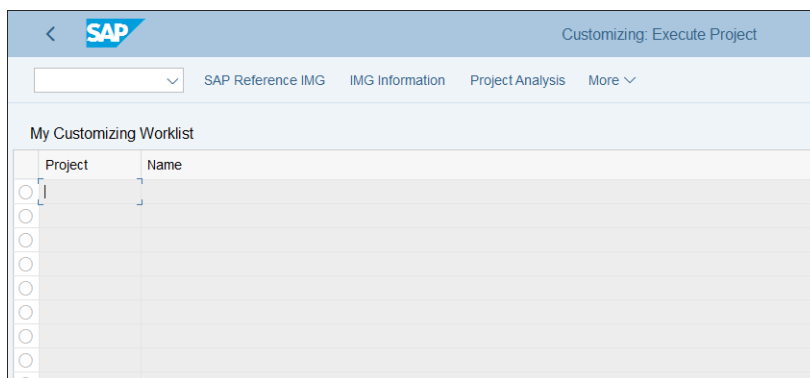 SAP Customizing: Execute Project
SAP Reference IMG IMG Information Project Analysis More
My Customizing Worklist
Project Name